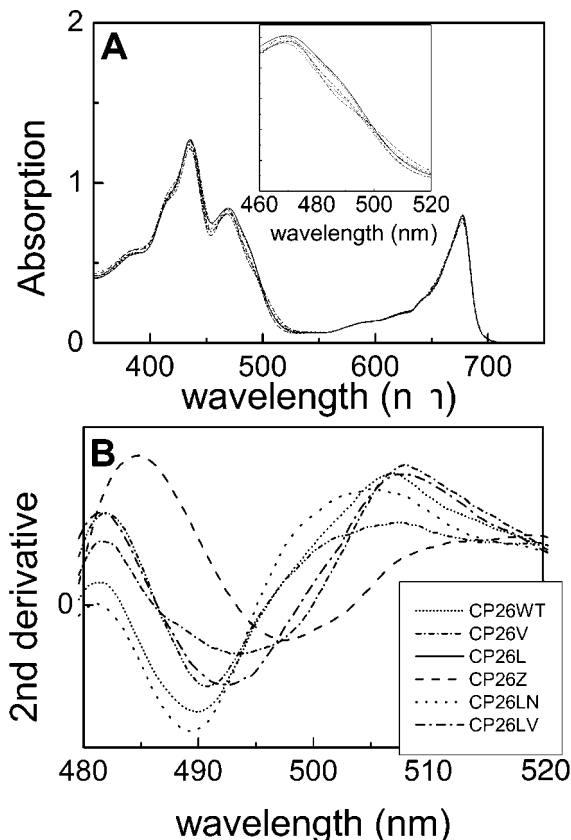 2
A
1
0
Absorption
460 480 500 520
wavelength (nm)
400 500 600 700
wavelength (n m)
B
2nd derivative
0
CP26WT
CP26V
CP26L
CP26Z
CP26LN
CP26LV
480 490 500 510 520
wavelength (nm)